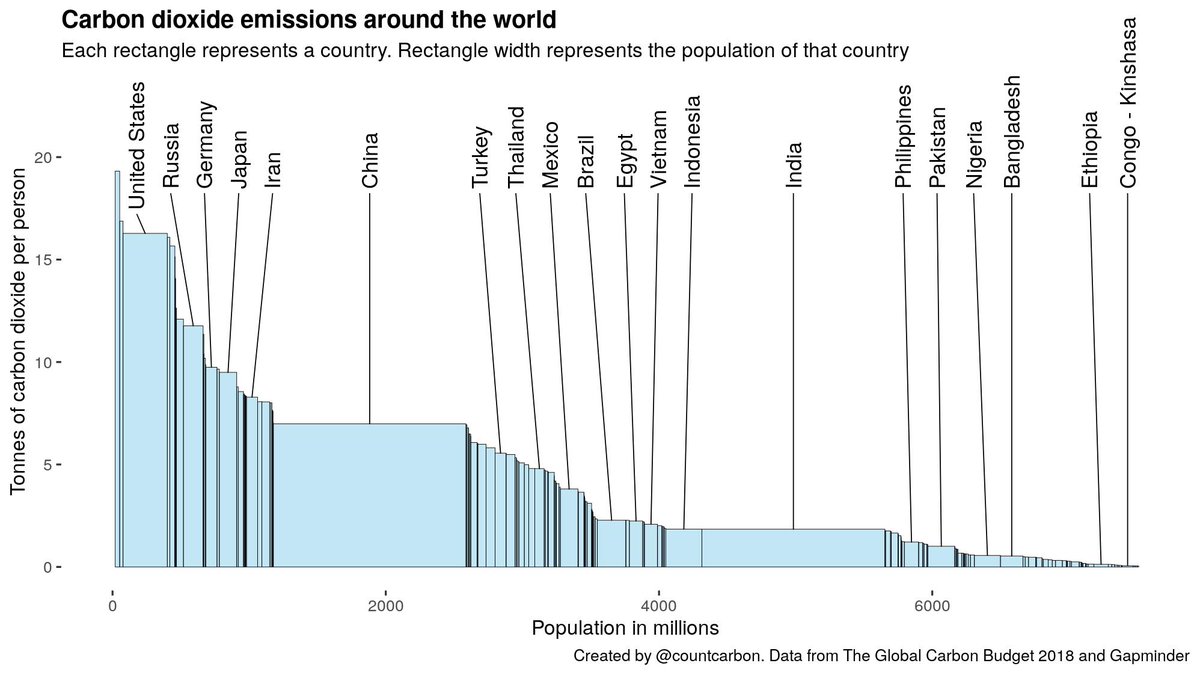 Carbon dioxide emissions around the world
Each rectangle represents a country. Rectangle width represents the population of that country
United States
Russia
Germany
Japan
Iran
China
Turkey
Thailand
Mexico
Brazil
Egypt
Vietnam
Indonesia
India
Philippines
Pakistan
Nigeria
Bangladesh
Ethiopia
Congo - Kinshasa
Tonnes of carbon dioxide per person
20
15
10
5
0
0
2000
4000
6000
Population in millions
Created by @countcarbon. Data from The Global Carbon Budget 2018 and Gapminder